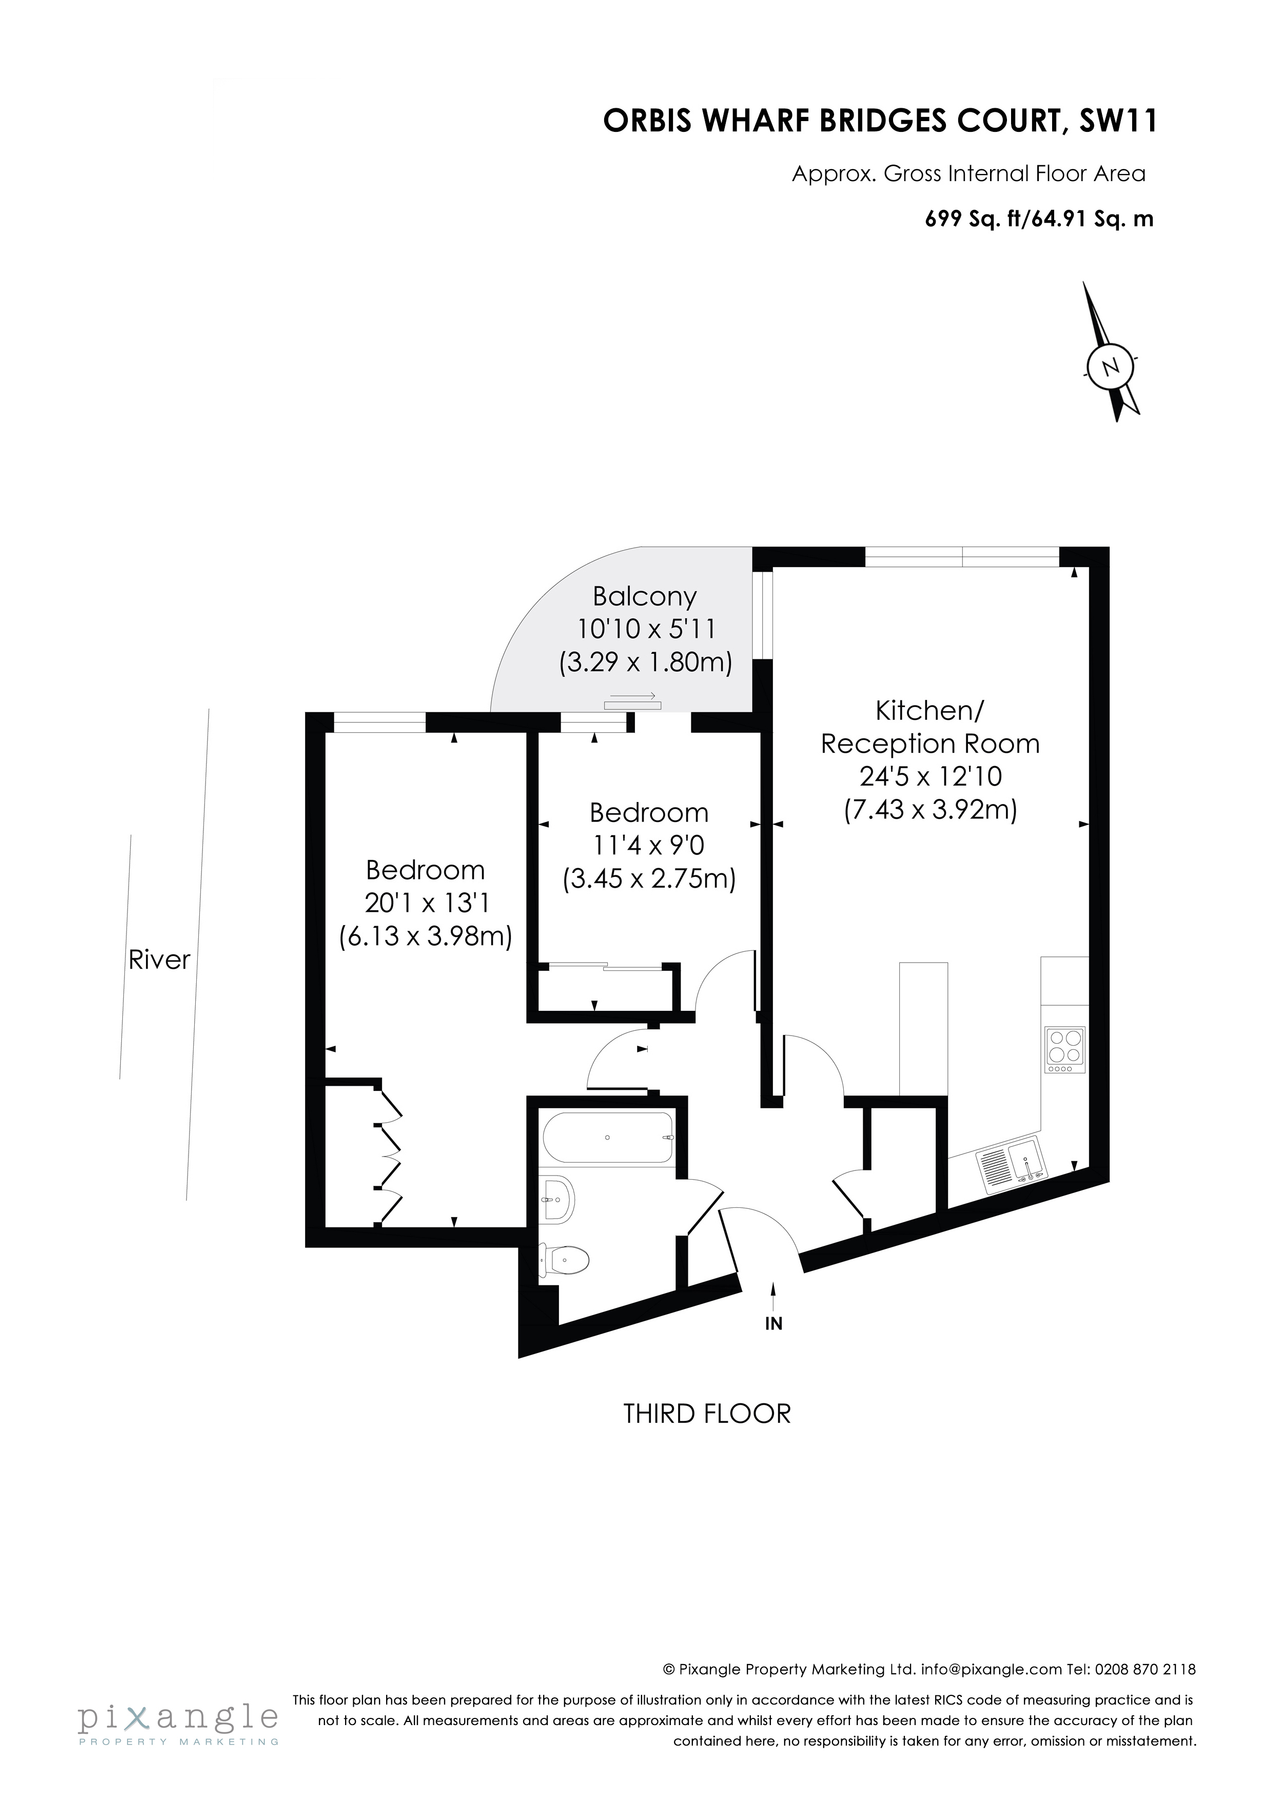 ORBIS WHARF BRIDGES COURT, SW11
Approx. Gross Internal Floor Area
699 Sq. ft/64.91 Sq. m
N
Balcony
10'10 x 5'11
(3.29 x 1.80m)
Kitchen/
Reception Room
24'5 x 12'10
(7.43 x 3.92m)
Bedroom
11'4 x 9'0
(3.45 x 2.75m)
Bedroom
20'1 x 13'1
(6.13 x 3.98m)
River
IN
THIRD FLOOR
© Pixangle Property Marketing Ltd. info@pixangle.com Tel: 0208 870 2118
pixangle
PROPERTY MARKETING
This floor plan has been prepared for the purpose of illustration only in accordance with the latest RICS code of measuring practice and is
not to scale. All measurements and areas are approximate and whilst every effort has been made to ensure the accuracy of the plan
contained here, no responsibility is taken for any error, omission or misstatement.